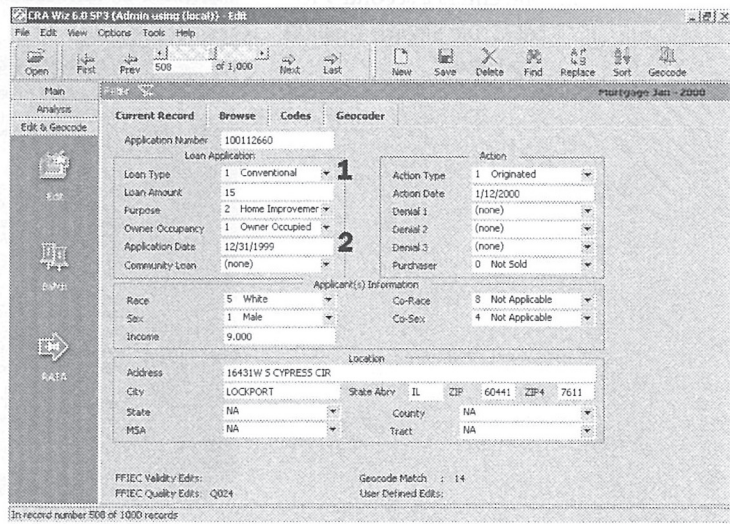 CRA Wiz 6.0 SP3 (Admin using (local)) - Edit
File Edit View Options Tools Help
Open First Prev 508 of 1,000 Next Last New Save Delete Find Replace Sort Geocode
Main
Analysis
Edit & Geocode
Edit
Batch
RATA
Filter
Mortgage Jan - 2000
Current Record Browse Codes Geocoder
Application Number 100112660
Loan Application
Loan Type 1 Conventional 1
Loan Amount 15
Purpose 2 Home Improvemer
Owner Occupancy 1 Owner Occupied
Application Date 12/31/1999 2
Community Loan (none)
Action
Action Type 1 Originated
Action Date 1/12/2000
Denial 1 (none)
Denial 2 (none)
Denial 3 (none)
Purchaser 0 Not Sold
Applicant(s) Information
Race 5 White Co-Race 8 Not Applicable
Sex 1 Male Co-Sex 4 Not Applicable
Income 9.000
Location
Address 16431W S CYPRESS CIR
City LOCKPORT State Abrv IL ZIP 60441 ZIP4 7611
State NA County NA
MSA NA Tract NA
FFIEC Validity Edits: Geocode Match : 14
FFIEC Quality Edits: Q024 User Defined Edits:
In record number 508 of 1000 records